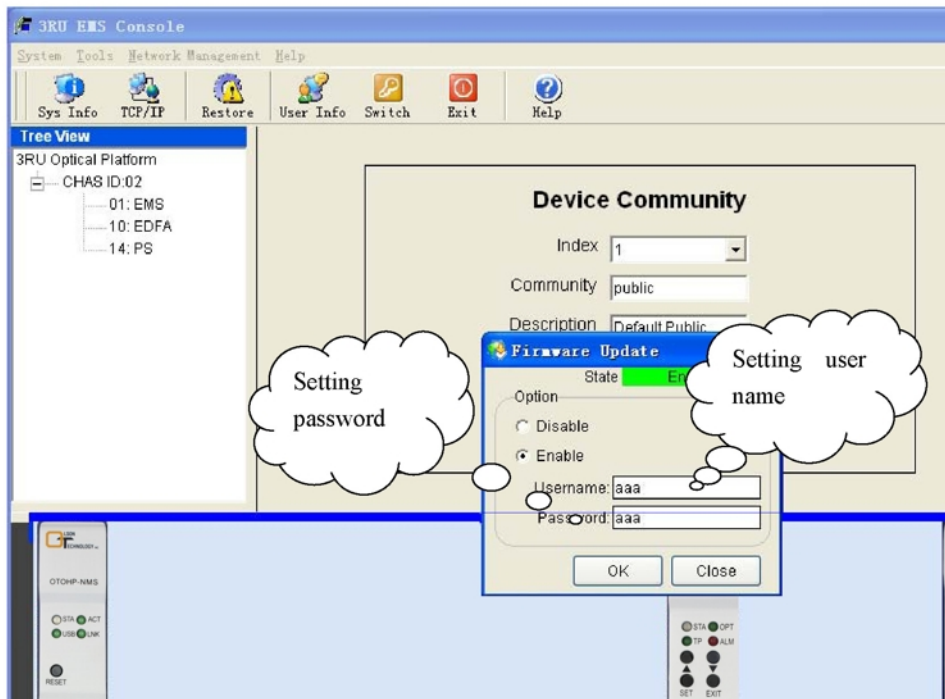 3RU EMS Console
System Tools Network Management Help
Sys Info TCP/IP Restore User Info Switch Exit Help
Tree View
3RU Optical Platform
CHAS ID:02
01: EMS
10: EDFA
14: PS
Device Community
Index 1
Community public
Description Default Public
Firmware Update
State En
Option
Disable
Enable
Username: aaa
Password: aaa
OK Close
Setting
password
Setting user
name
OTOHP-NMS
STA ACT
USB LNK
RESET
STA OPT
TP ALM
SET EXIT